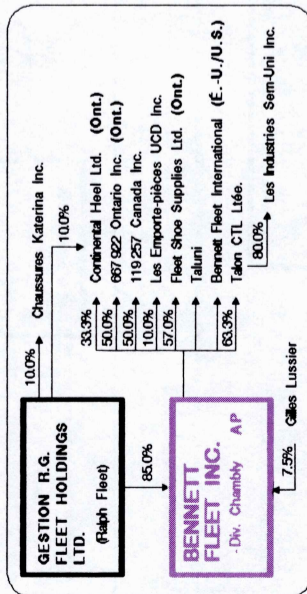 GESTION R.G.
FLEET HOLDINGS
LTD.
(Ralph Fleet)
10.0%
Chaussures Katerina Inc.
10.0%
85.0%
BENNETT
FLEET INC.
- Div. Chambly AP
7.5%
Gilles Lussier
33.3%
Continental Heel Ltd. (Ont.)
50.0%
667 922 Ontario Inc. (Ont.)
50.0%
119 257 Canada Inc.
10.0%
Les Emporte-pièces UCD Inc.
57.0%
Fleet Shoe Supplies Ltd. (Ont.)
Taluni
Bennett Fleet International (É.-U./U.S.)
63.3%
Talon CTL Ltée.
80.0%
Les Industries Sem-Uni Inc.